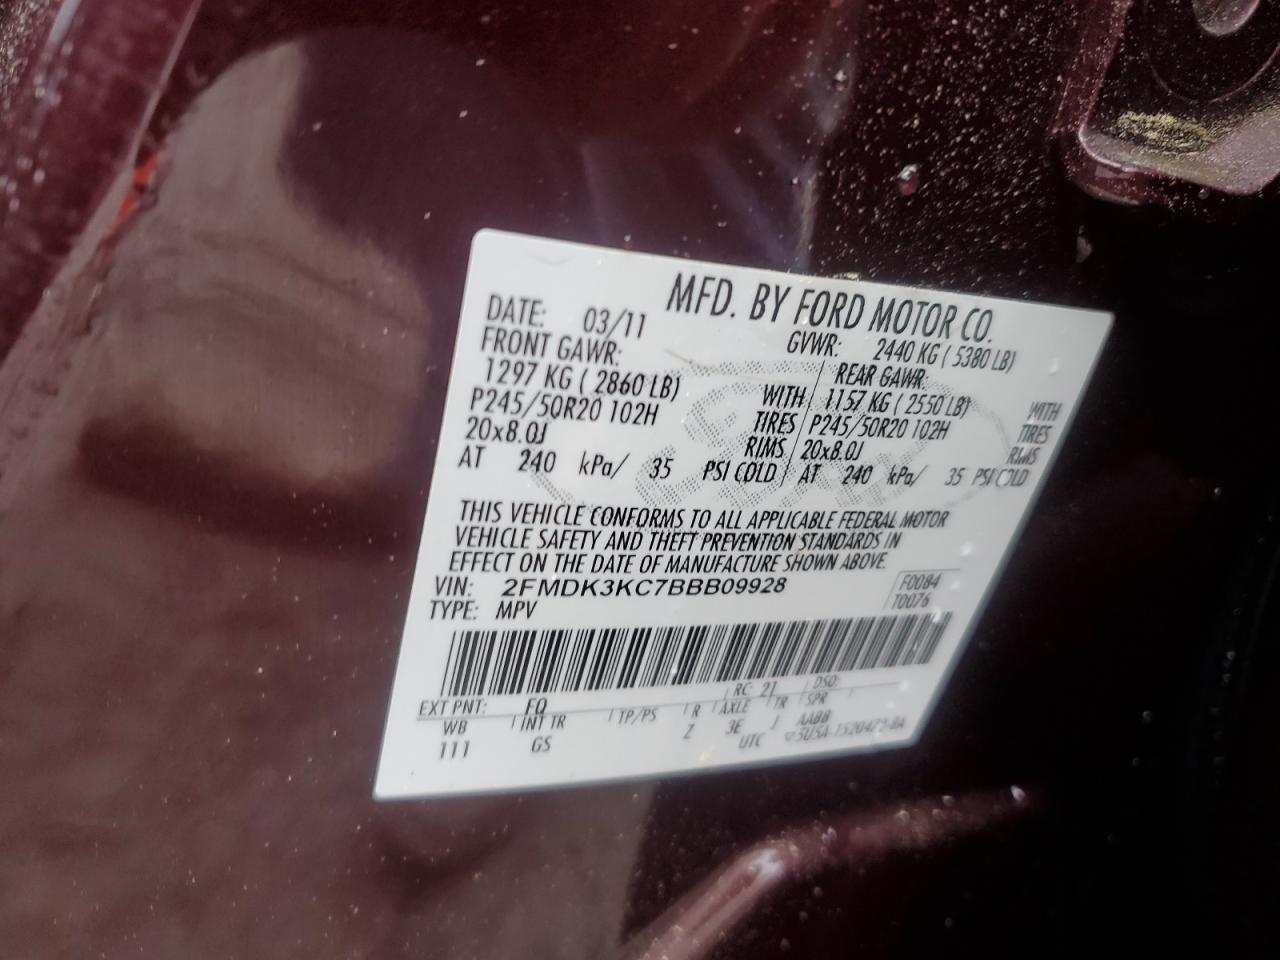 MFD. BY FORD MOTOR CO.
DATE: 03/11 GVWR: 2440 KG ( 5380 LB)
FRONT GAWR: REAR GAWR:
1297 KG ( 2860 LB) WITH 1157 KG ( 2550 LB) WITH
P245/50R20 102H TIRES P245/50R20 102H TIRES
20x8.0J RIMS 20x8.0J RIMS
AT 240 kPa/ 35 PSI COLD AT 240 kPa/ 35 PSI COLD
THIS VEHICLE CONFORMS TO ALL APPLICABLE FEDERAL MOTOR
VEHICLE SAFETY AND THEFT PREVENTION STANDARDS IN
EFFECT ON THE DATE OF MANUFACTURE SHOWN ABOVE.
VIN: 2FMDK3KC7BBB09928 F0084
TYPE: MPV T0076
EXT PNT: FQ RC: 21 DSO:
WB INT TR TP/PS R AXLE TR SPR
111 GS Z 3E J AABB
UTC